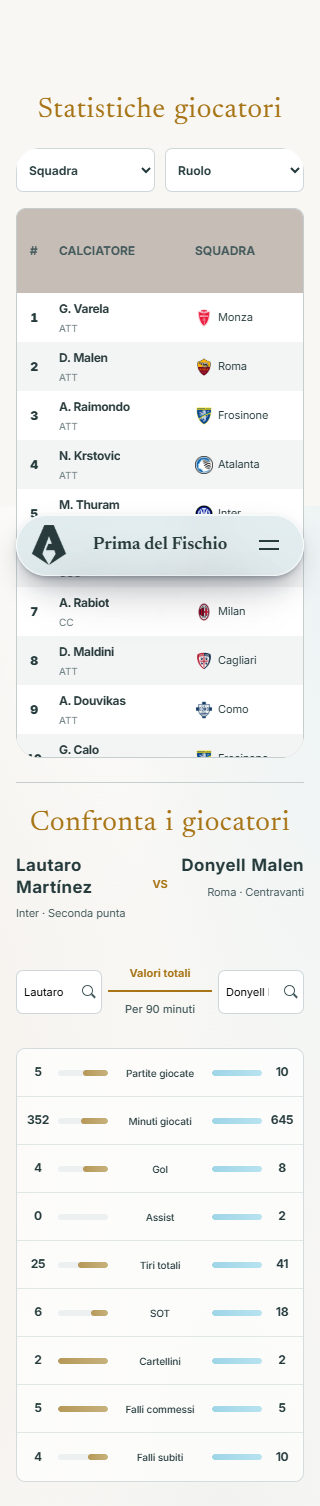 Statistiche giocatori
Squadra Ruolo
# CALCIATORE SQUADRA
1 G. Varela Monza
ATT
2 D. Malen Roma
ATT
3 A. Raimondo Frosinone
ATT
4 N. Krstovic Atalanta
ATT
5 M. Thuram Inter
Prima del Fischio
7 A. Rabiot Milan
CC
8 D. Maldini Cagliari
ATT
9 A. Douvikas Como
ATT
10 G. Calo Frosinone
Confronta i giocatori
Lautaro Martínez
Inter · Seconda punta
VS
Donyell Malen
Roma · Centravanti
Lautaro
Valori totali
Per 90 minuti
Donyell
5 Partite giocate 10
352 Minuti giocati 645
4 Gol 8
0 Assist 2
25 Tiri totali 41
6 SOT 18
2 Cartellini 2
5 Falli commessi 5
4 Falli subiti 10